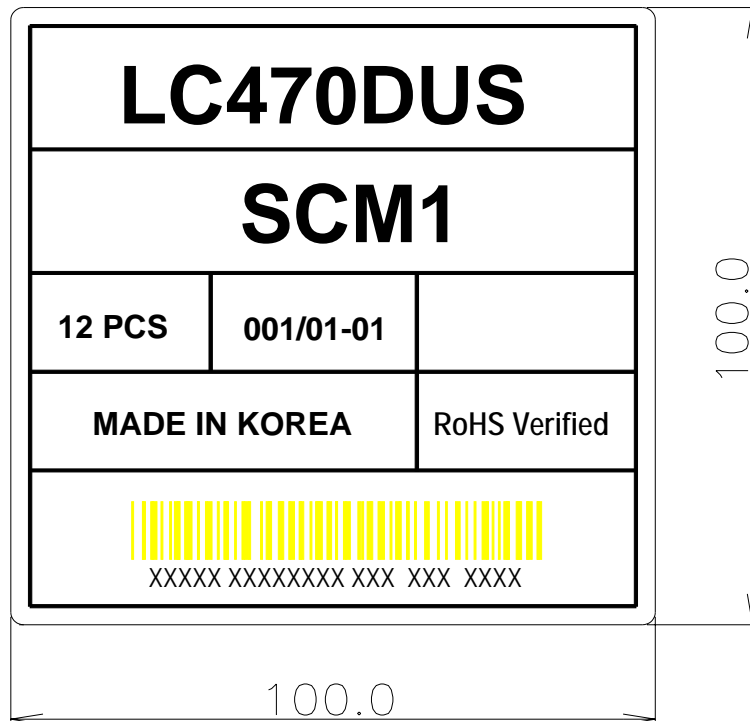 LC470DUS
SCM1
12 PCS 001/01-01
MADE IN KOREA RoHS Verified
XXXXX XXXXXXXX XXX XXX XXXX
100.0
100.0